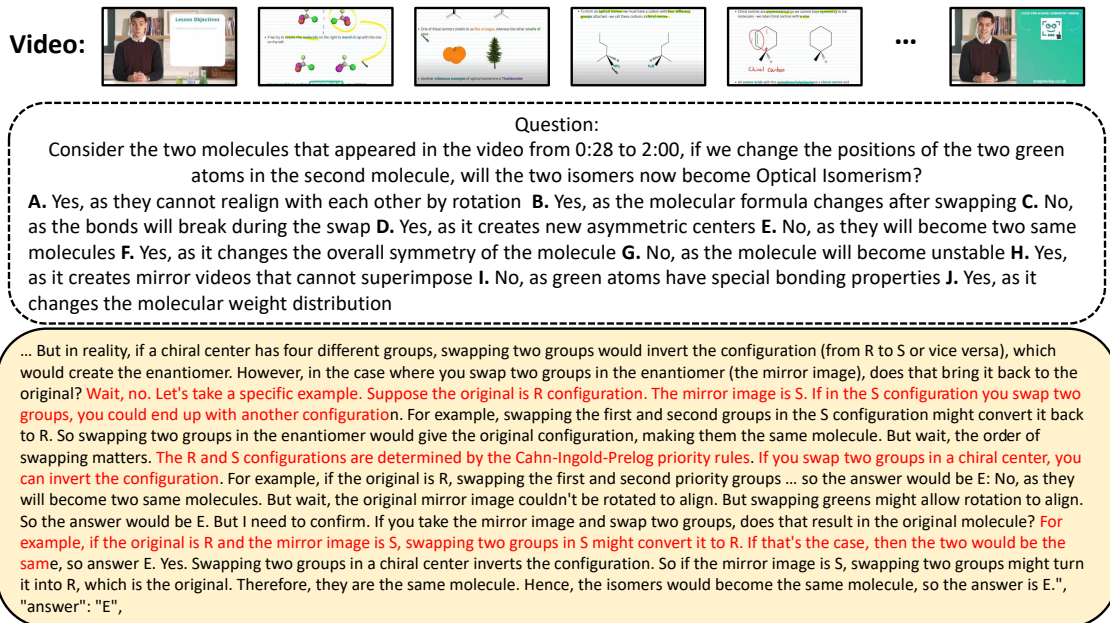 Video:
Lesson Objectives
...
Chiral Carbon
Question:
Consider the two molecules that appeared in the video from 0:28 to 2:00, if we change the positions of the two green
atoms in the second molecule, will the two isomers now become Optical Isomerism?
A. Yes, as they cannot realign with each other by rotation B. Yes, as the molecular formula changes after swapping C. No,
as the bonds will break during the swap D. Yes, as it creates new asymmetric centers E. No, as they will become two same
molecules F. Yes, as it changes the overall symmetry of the molecule G. No, as the molecule will become unstable H. Yes,
as it creates mirror videos that cannot superimpose I. No, as green atoms have special bonding properties J. Yes, as it
changes the molecular weight distribution
... But in reality, if a chiral center has four different groups, swapping two groups would invert the configuration (from R to S or vice versa), which
would create the enantiomer. However, in the case where you swap two groups in the enantiomer (the mirror image), does that bring it back to the
original? Wait, no. Let's take a specific example. Suppose the original is R configuration. The mirror image is S. If in the S configuration you swap two
groups, you could end up with another configuration. For example, swapping the first and second groups in the S configuration might convert it back
to R. So swapping two groups in the enantiomer would give the original configuration, making them the same molecule. But wait, the order of
swapping matters. The R and S configurations are determined by the Cahn-Ingold-Prelog priority rules. If you swap two groups in a chiral center, you
can invert the configuration. For example, if the original is R, swapping the first and second priority groups ... so the answer would be E: No, as they
will become two same molecules. But wait, the original mirror image couldn't be rotated to align. But swapping greens might allow rotation to align.
So the answer would be E. But I need to confirm. If you take the mirror image and swap two groups, does that result in the original molecule? For
example, if the original is R and the mirror image is S, swapping two groups in S might convert it to R. If that's the case, then the two would be the
same, so answer E. Yes. Swapping two groups in a chiral center inverts the configuration. So if the mirror image is S, swapping two groups might turn
it into R, which is the original. Therefore, they are the same molecule. Hence, the isomers would become the same molecule, so the answer is E.",
"answer": "E",